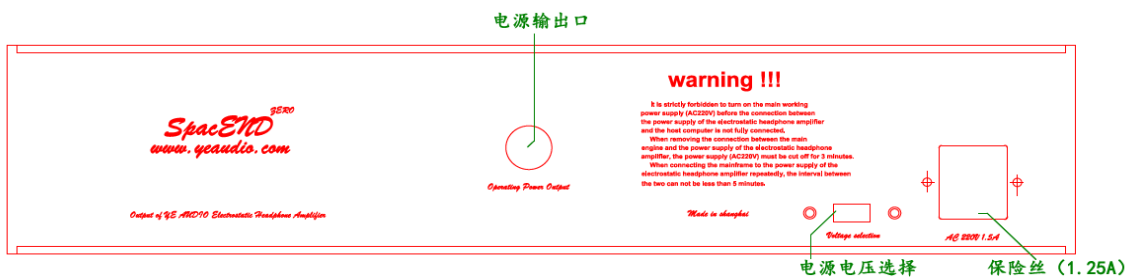 电源输出口
warning !!!
It is strictly forbidden to turn on the main working
power supply (AC220V) before the connection between
the power supply of the electrostatic headphone amplifier
and the host computer is not fully connected.
When removing the connection between the main
engine and the power supply of the electrostatic headphone
amplifier, the power supply (AC220V) must be cut off for 3 minutes.
When connecting the mainframe to the power supply of the
electrostatic headphone amplifier repeatedly, the interval between
the two can not be less than 5 minutes.
SpacEND ZERO
www.yeaudio.com
Operating Power Output
Output of YE AUDIO Electrostatic Headphone Amplifier
Made in shanghai
Voltage selection
AC 220V 1.5A
电源电压选择
保险丝（1.25A）